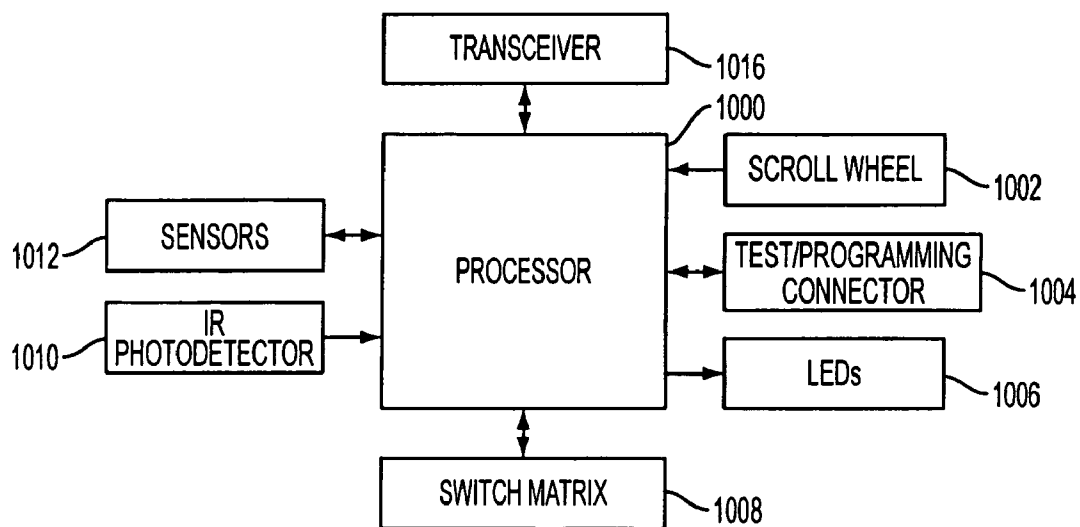 TRANSCEIVER
1016
1000
SCROLL WHEEL
1002
SENSORS
1012
PROCESSOR
TEST/PROGRAMMING
CONNECTOR
1004
IR
PHOTODETECTOR
1010
LEDs
1006
SWITCH MATRIX
1008